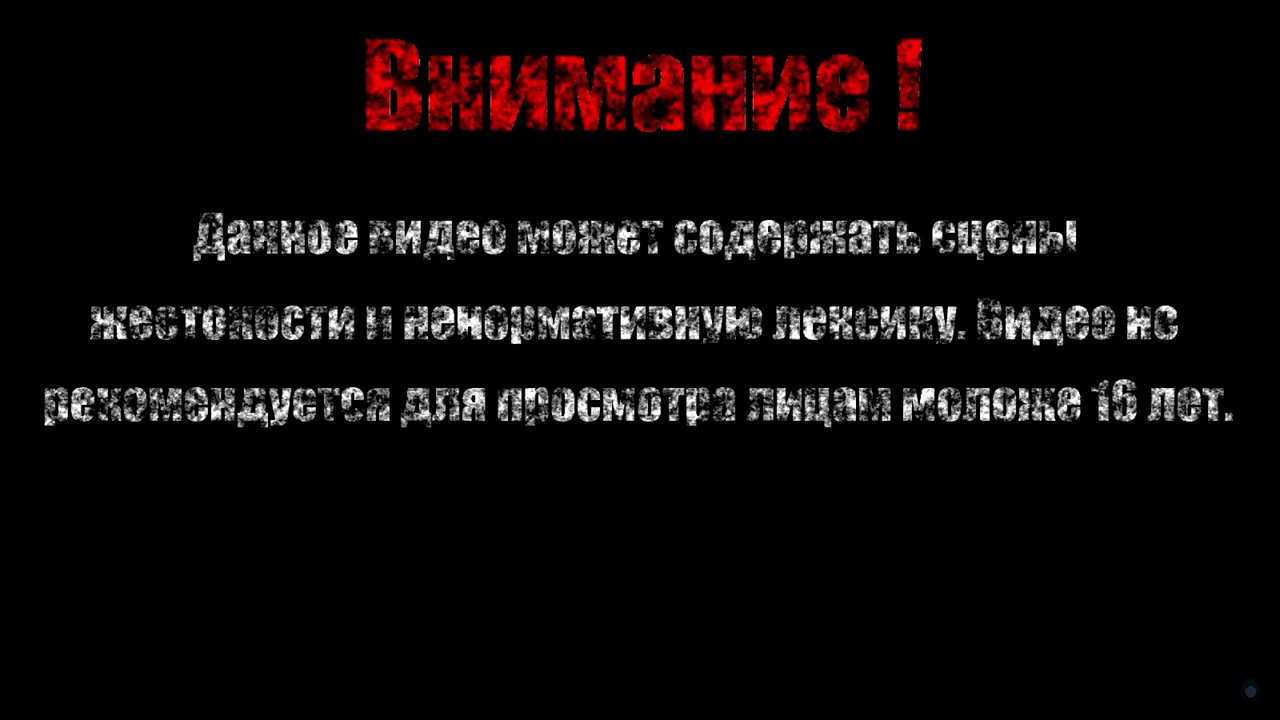 Внимание !
Данное видео может содержать сцены
жестокости и ненормативную лексику. Видео не
рекомендуется для просмотра лицам моложе 16 лет.